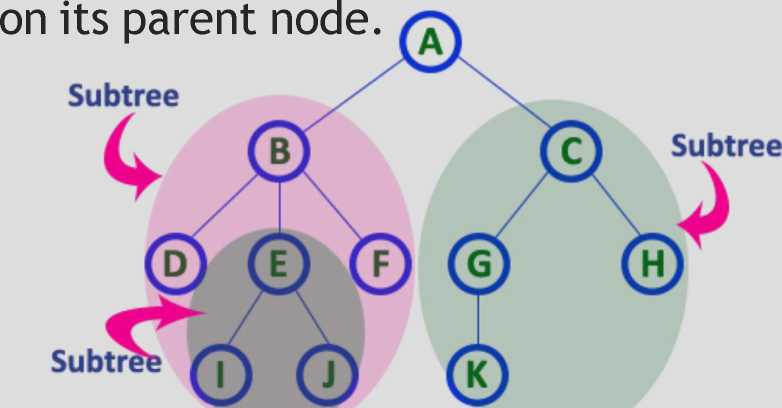 on its parent node.
A
Subtree
B
C
Subtree
D
E
F
G
H
Subtree
I
J
K